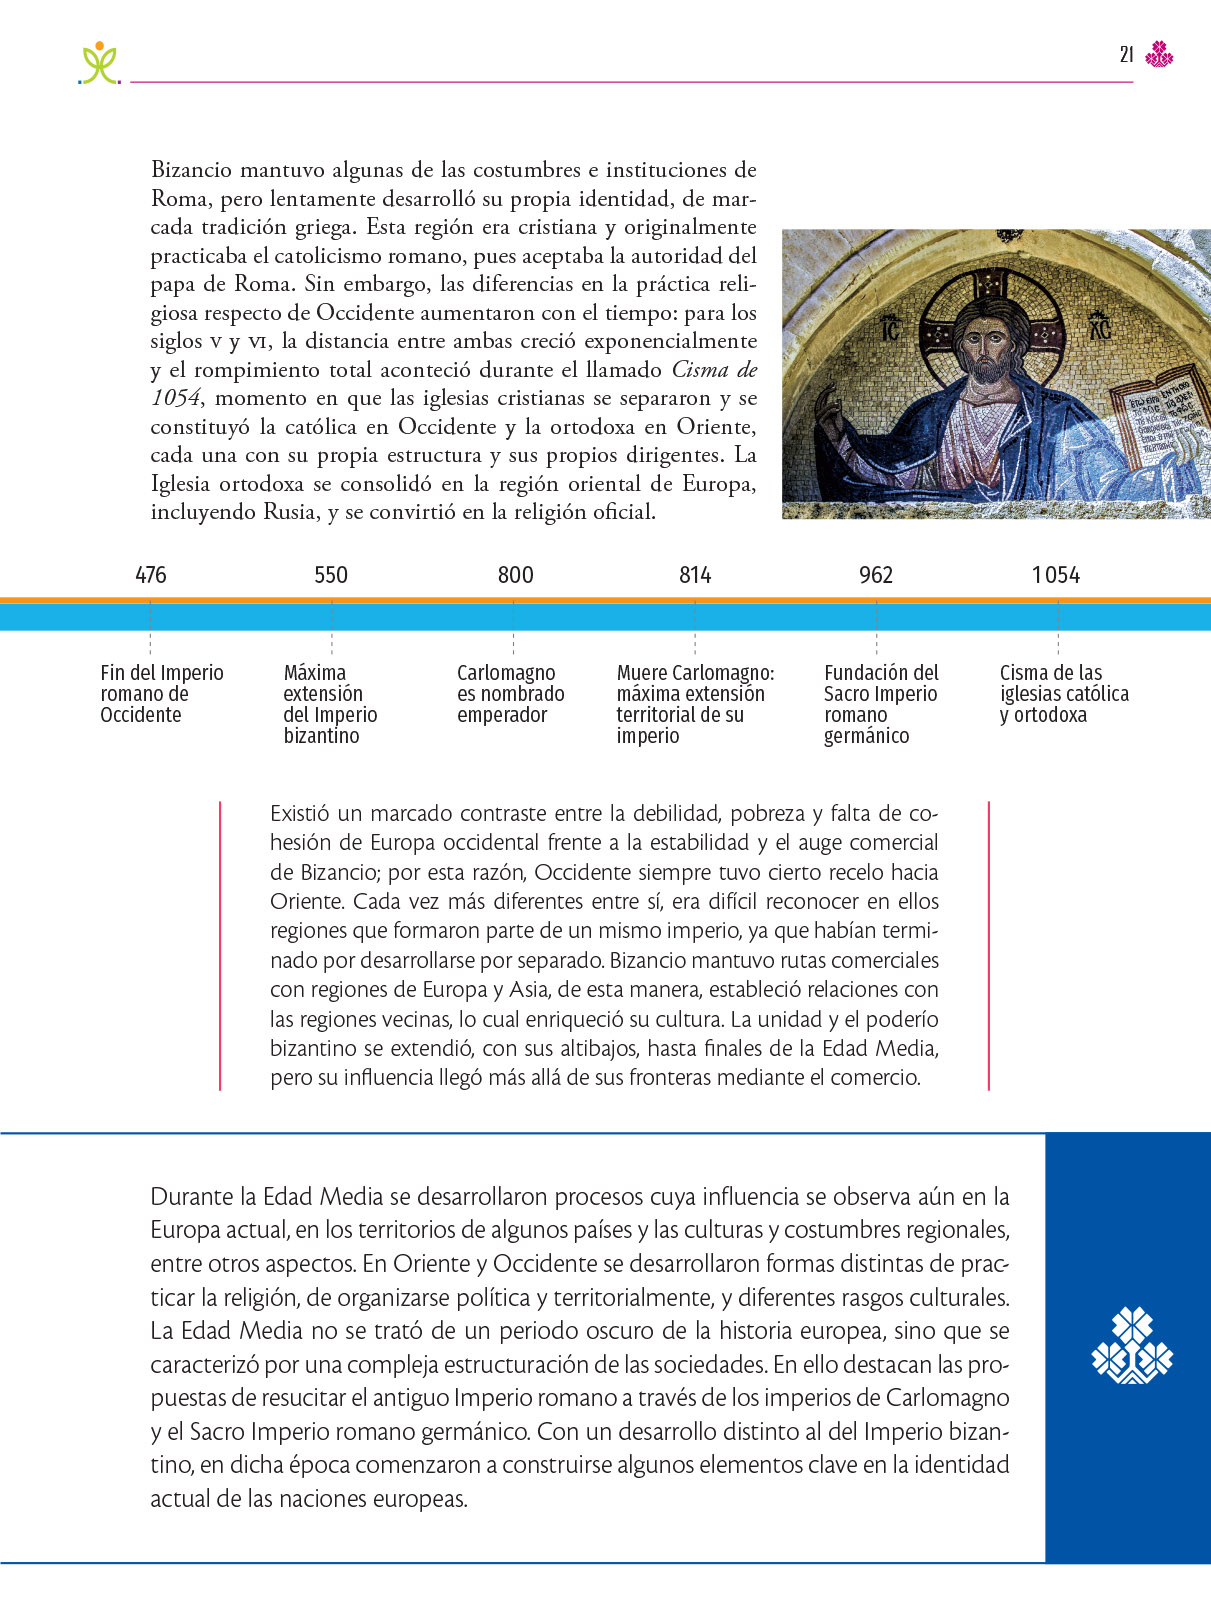 21
Bizancio mantuvo algunas de las costumbres e instituciones de
Roma, pero lentamente desarrolló su propia identidad, de mar-
cada tradición griega. Esta región era cristiana y originalmente
practicaba el catolicismo romano, pues aceptaba la autoridad del
papa de Roma. Sin embargo, las diferencias en la práctica reli-
giosa respecto de Occidente aumentaron con el tiempo: para los
siglos V y VI, la distancia entre ambas creció exponencialmente
y el rompimiento total aconteció durante el llamado Cisma de
1054, momento en que las iglesias cristianas se separaron y se
constituyó la católica en Occidente y la ortodoxa en Oriente,
cada una con su propia estructura y sus propios dirigentes. La
Iglesia ortodoxa se consolidó en la región oriental de Europa,
incluyendo Rusia, y se convirtió en la religión oficial.
IC XC
476 550 800 814 962 1 054
Fin del Imperio
romano de
Occidente
Máxima
extensión
del Imperio
bizantino
Carlomagno
es nombrado
emperador
Muere Carlomagno:
máxima extensión
territorial de su
imperio
Fundación del
Sacro Imperio
romano
germánico
Cisma de las
iglesias católica
y ortodoxa
Existió un marcado contraste entre la debilidad, pobreza y falta de co-
hesión de Europa occidental frente a la estabilidad y el auge comercial
de Bizancio; por esta razón, Occidente siempre tuvo cierto recelo hacia
Oriente. Cada vez más diferentes entre sí, era difícil reconocer en ellos
regiones que formaron parte de un mismo imperio, ya que habían termi-
nado por desarrollarse por separado. Bizancio mantuvo rutas comerciales
con regiones de Europa y Asia, de esta manera, estableció relaciones con
las regiones vecinas, lo cual enriqueció su cultura. La unidad y el poderío
bizantino se extendió, con sus altibajos, hasta finales de la Edad Media,
pero su influencia llegó más allá de sus fronteras mediante el comercio.
Durante la Edad Media se desarrollaron procesos cuya influencia se observa aún en la
Europa actual, en los territorios de algunos países y las culturas y costumbres regionales,
entre otros aspectos. En Oriente y Occidente se desarrollaron formas distintas de prac-
ticar la religión, de organizarse política y territorialmente, y diferentes rasgos culturales.
La Edad Media no se trató de un periodo oscuro de la historia europea, sino que se
caracterizó por una compleja estructuración de las sociedades. En ello destacan las pro-
puestas de resucitar el antiguo Imperio romano a través de los imperios de Carlomagno
y el Sacro Imperio romano germánico. Con un desarrollo distinto al del Imperio bizan-
tino, en dicha época comenzaron a construirse algunos elementos clave en la identidad
actual de las naciones europeas.